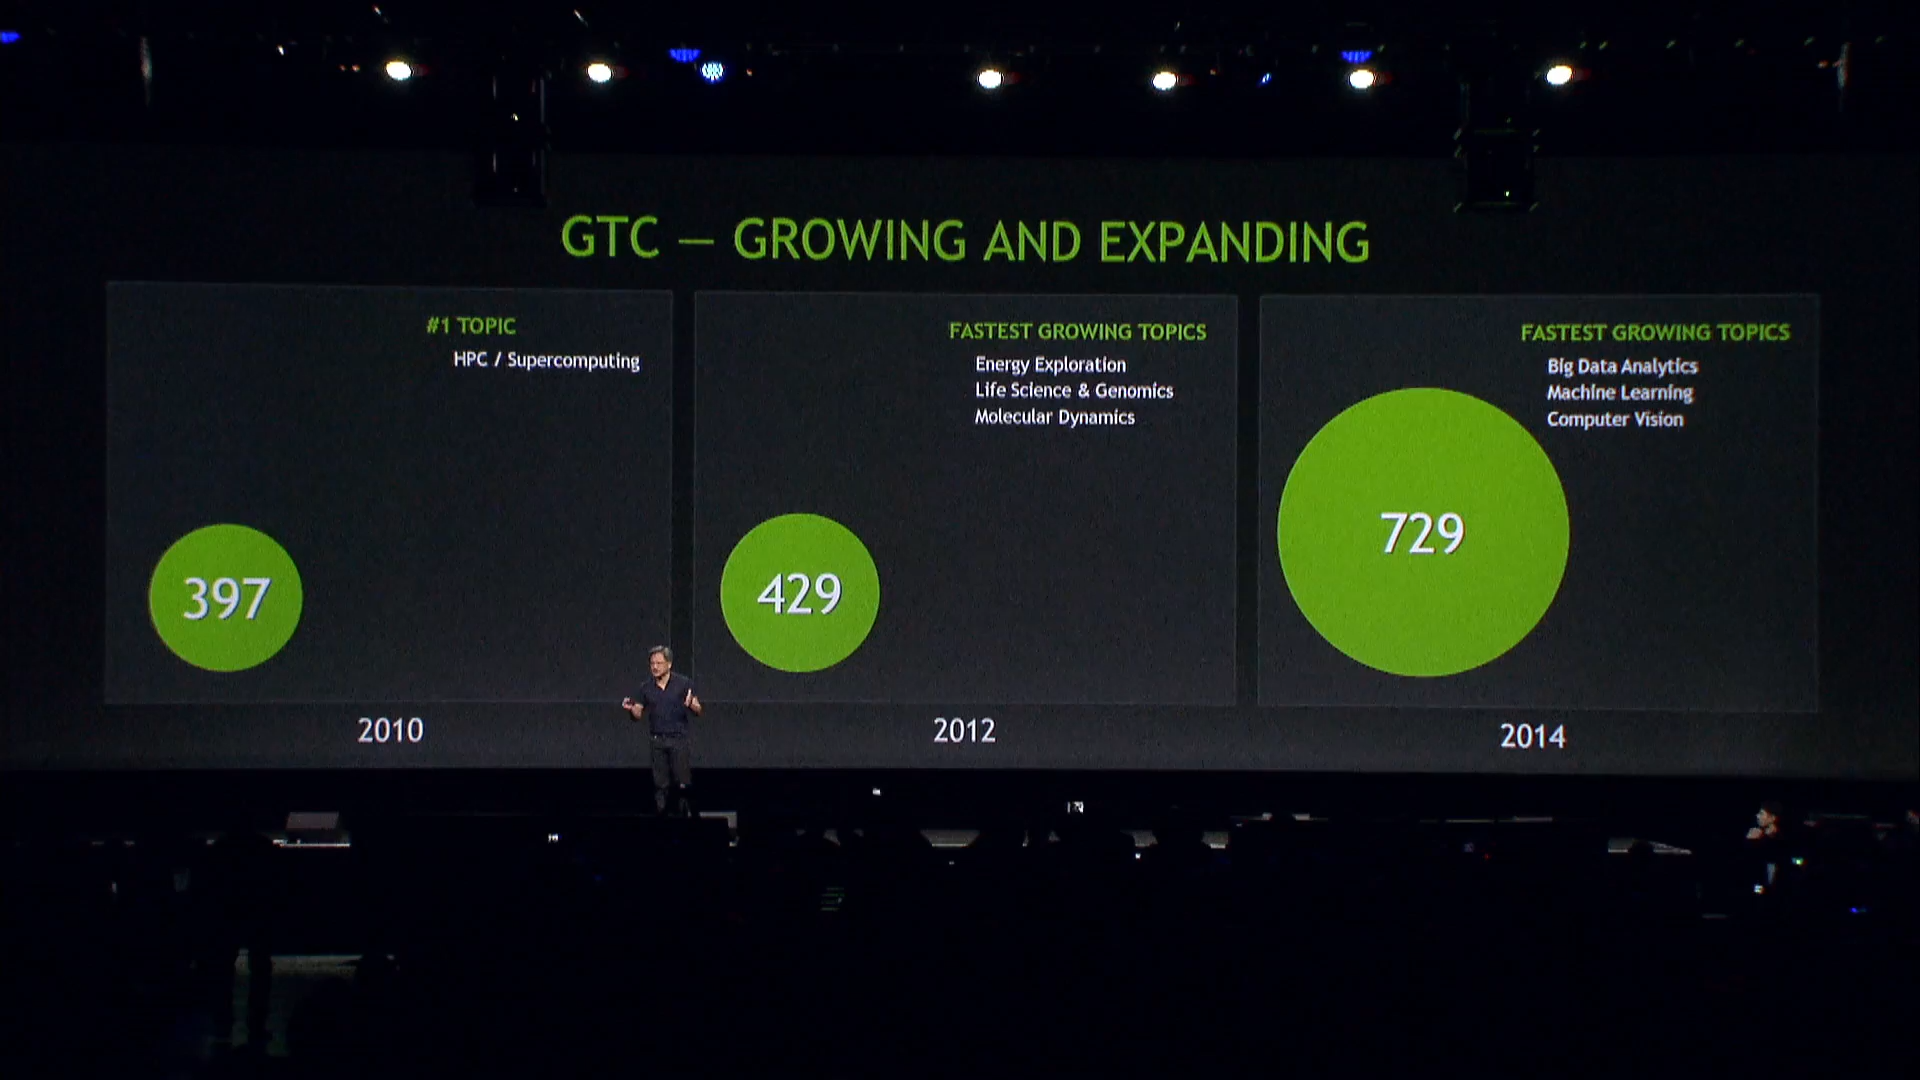 GTC — GROWING AND EXPANDING
#1 TOPIC
HPC / Supercomputing
397
2010
FASTEST GROWING TOPICS
Energy Exploration
Life Science & Genomics
Molecular Dynamics
429
2012
FASTEST GROWING TOPICS
Big Data Analytics
Machine Learning
Computer Vision
729
2014